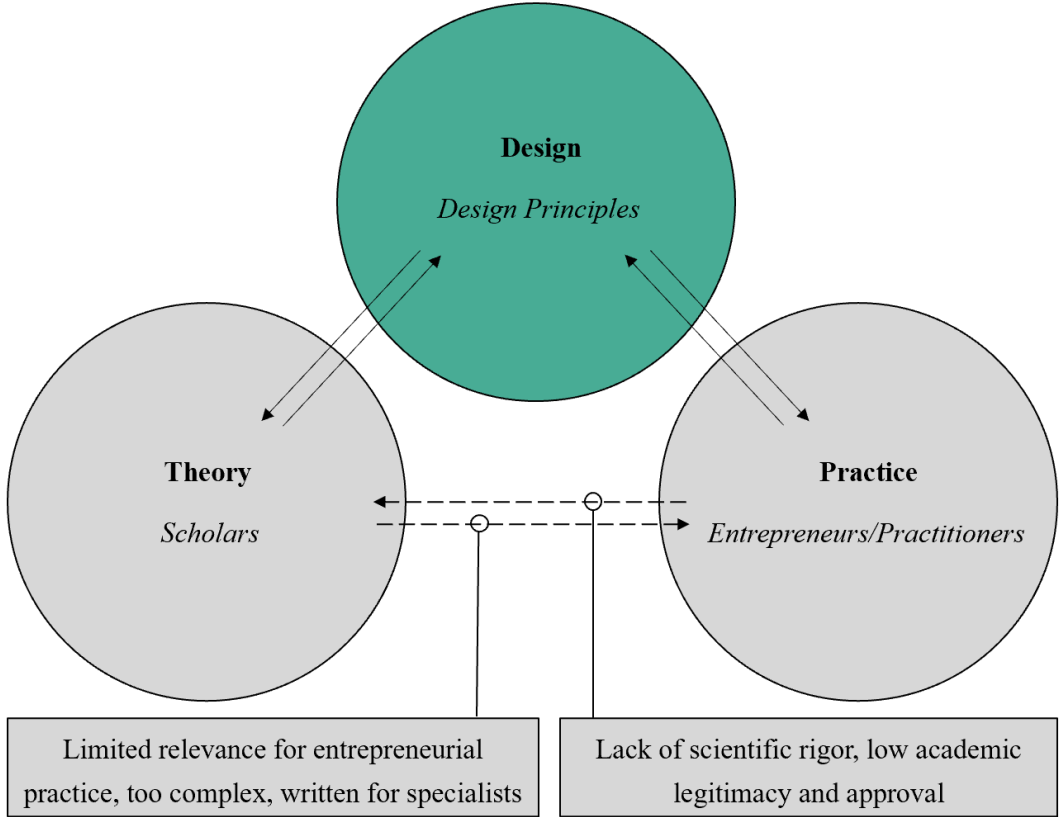 Design
Design Principles
Theory
Scholars
Practice
Entrepreneurs/Practitioners
Limited relevance for entrepreneurial
practice, too complex, written for specialists
Lack of scientific rigor, low academic
legitimacy and approval